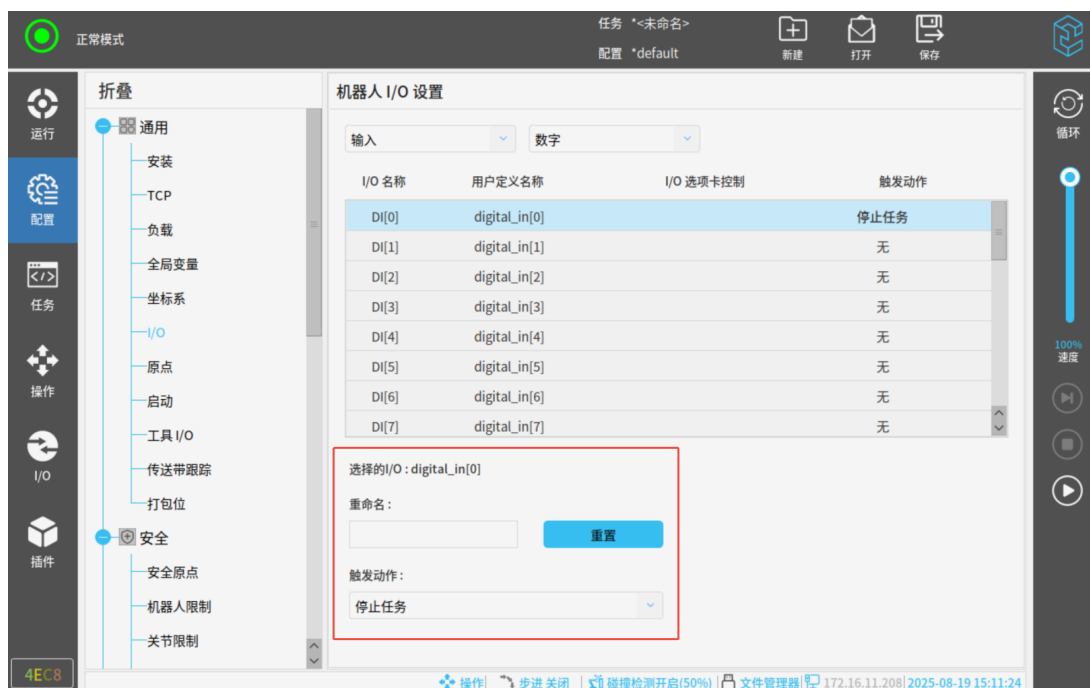 正常模式
任务 *<未命名>
配置 *default
新建
打开
保存
运行
配置
任务
操作
I/O
插件
4EC8
折叠
通用
安装
TCP
负载
全局变量
坐标系
I/O
原点
启动
工具 I/O
传送带跟踪
打包位
安全
安全原点
机器人限制
关节限制
机器人 I/O 设置
输入 数字
I/O 名称 用户定义名称 I/O 选项卡控制 触发动作
DI[0] digital_in[0] 停止任务
DI[1] digital_in[1] 无
DI[2] digital_in[2] 无
DI[3] digital_in[3] 无
DI[4] digital_in[4] 无
DI[5] digital_in[5] 无
DI[6] digital_in[6] 无
DI[7] digital_in[7] 无
选择的I/O : digital_in[0]
重命名 :
重置
触发动作 :
停止任务
循环
100%
速度
操作| 步进 关闭 | 碰撞检测开启(50%) | 文件管理器| 172.16.11.208| 2025-08-19 15:11:24